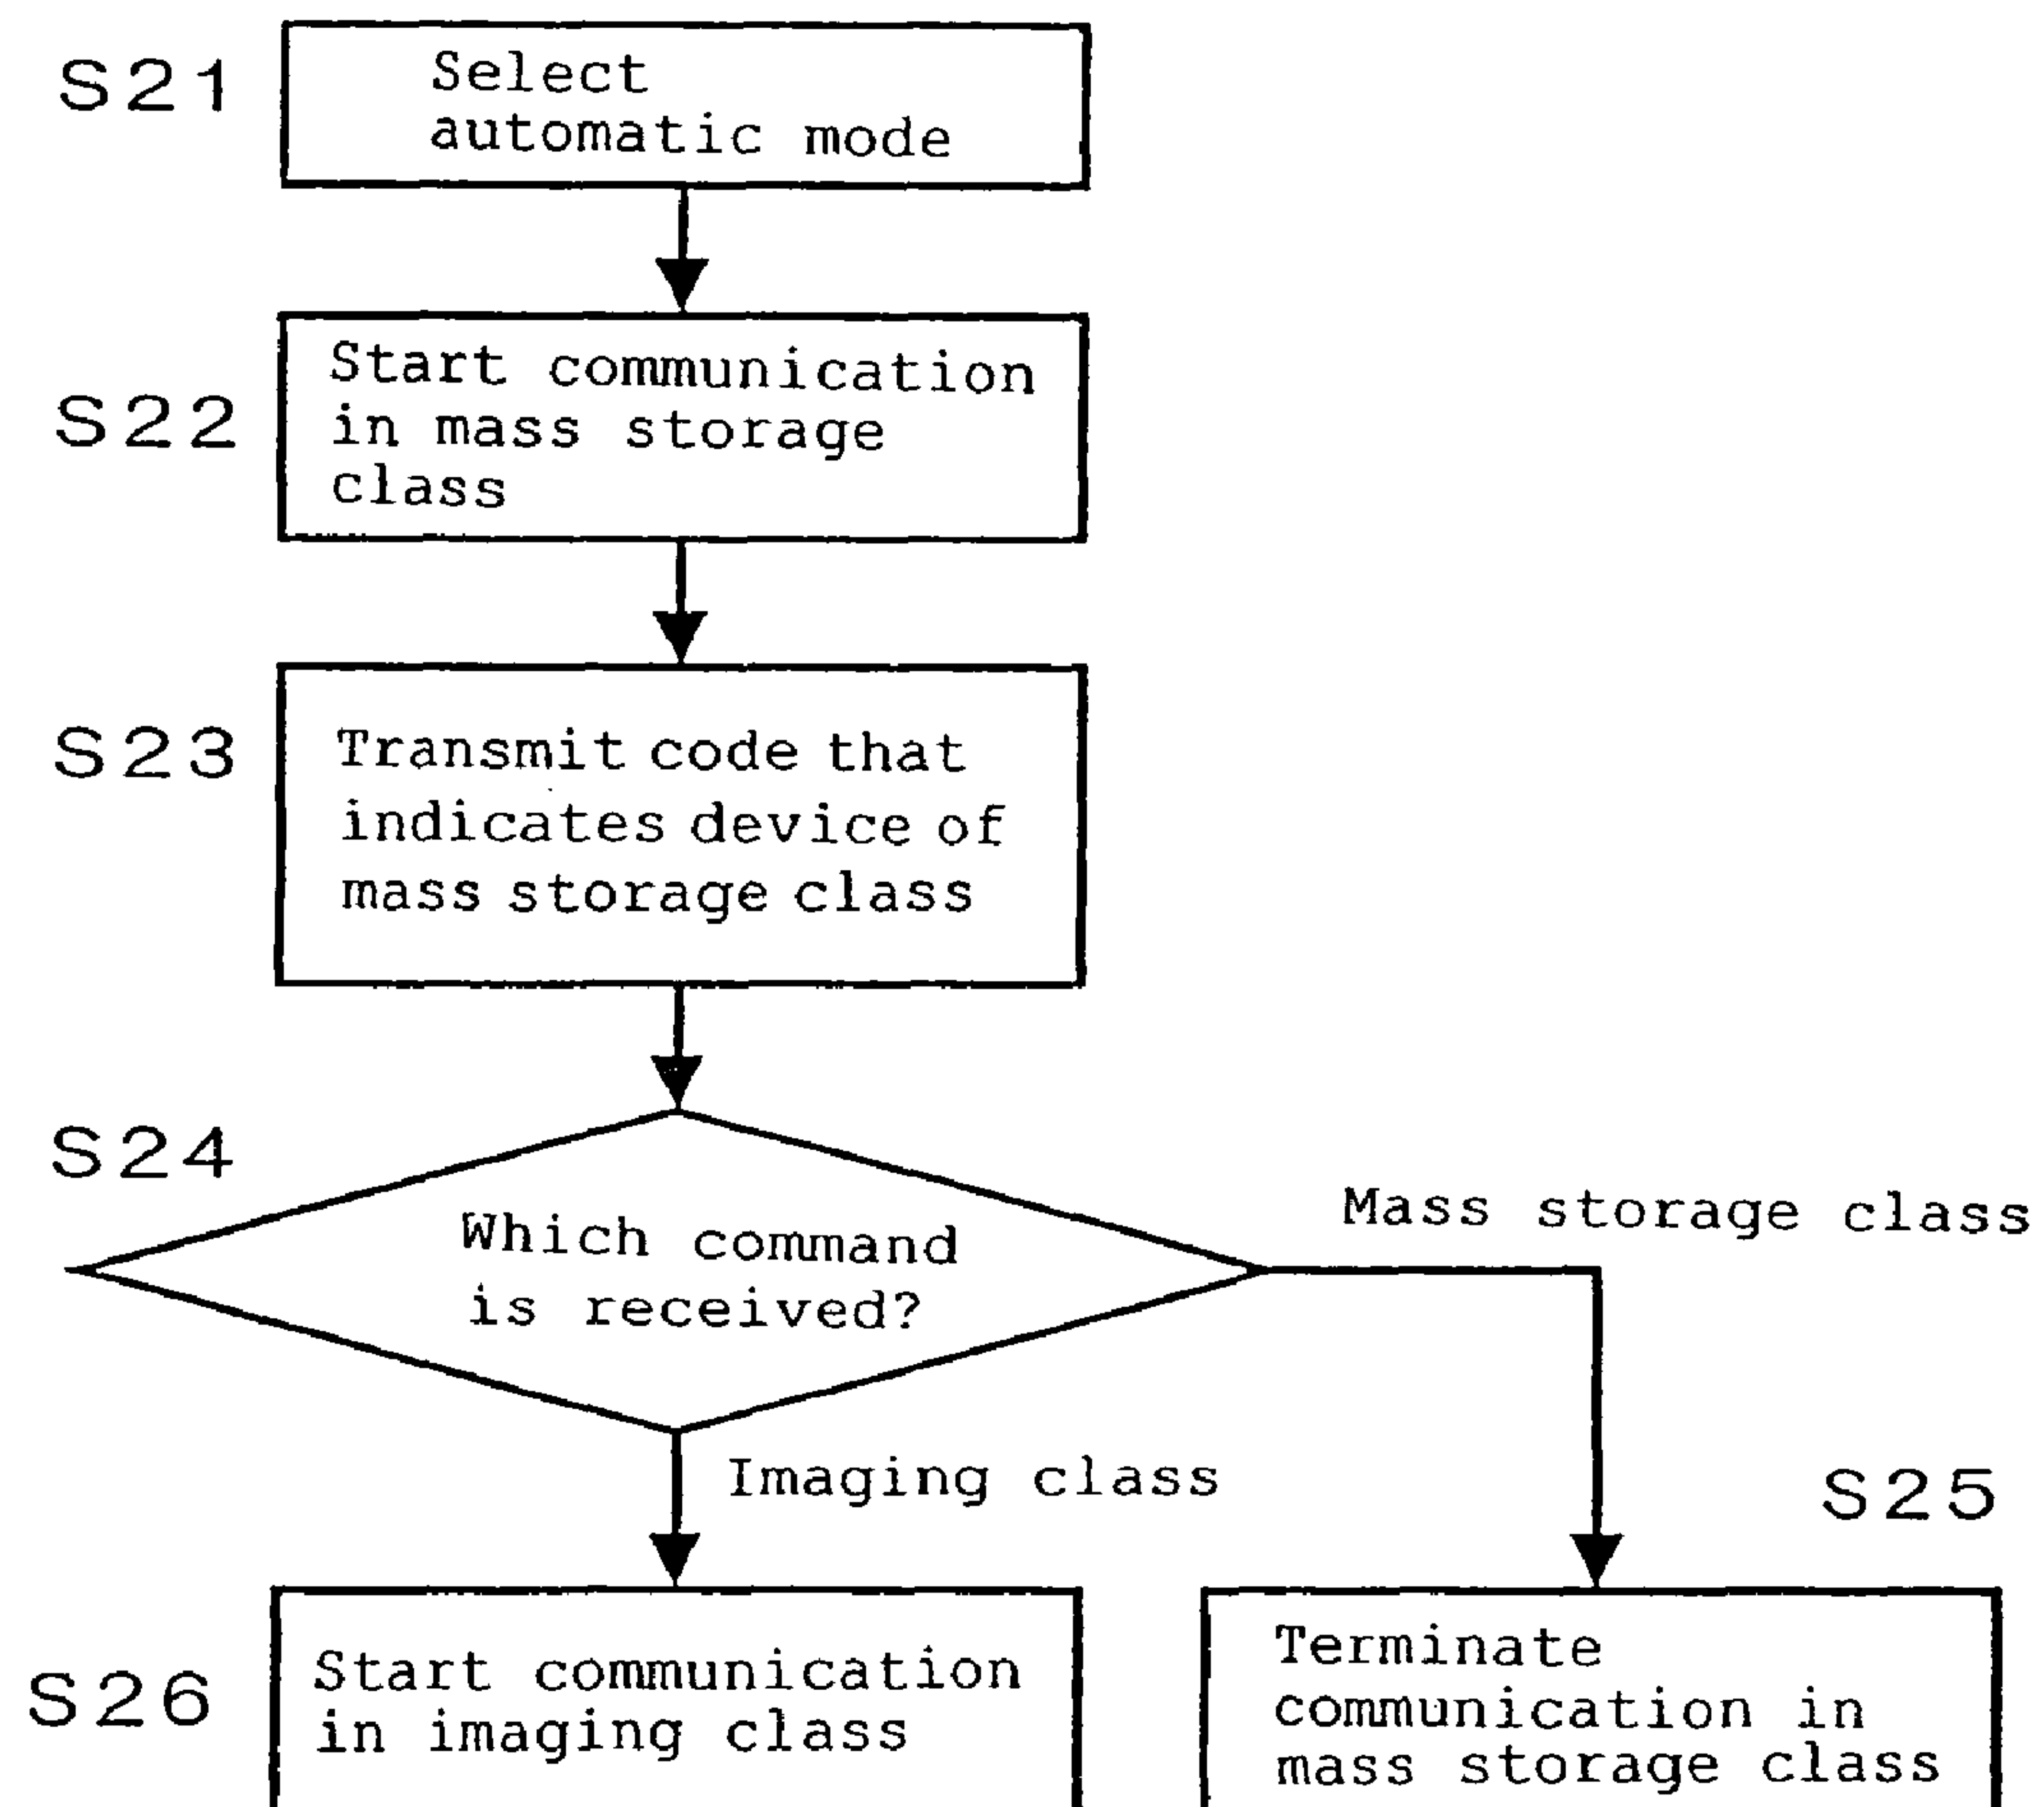 S21
Select
automatic mode
S22
Start communication
in mass storage
class
S23
Transmit code that
indicates device of
mass storage class
S24
Which command
is received?
Mass storage class
Imaging class
S25
S26
Start communication
in imaging class
Terminate
communication in
mass storage class